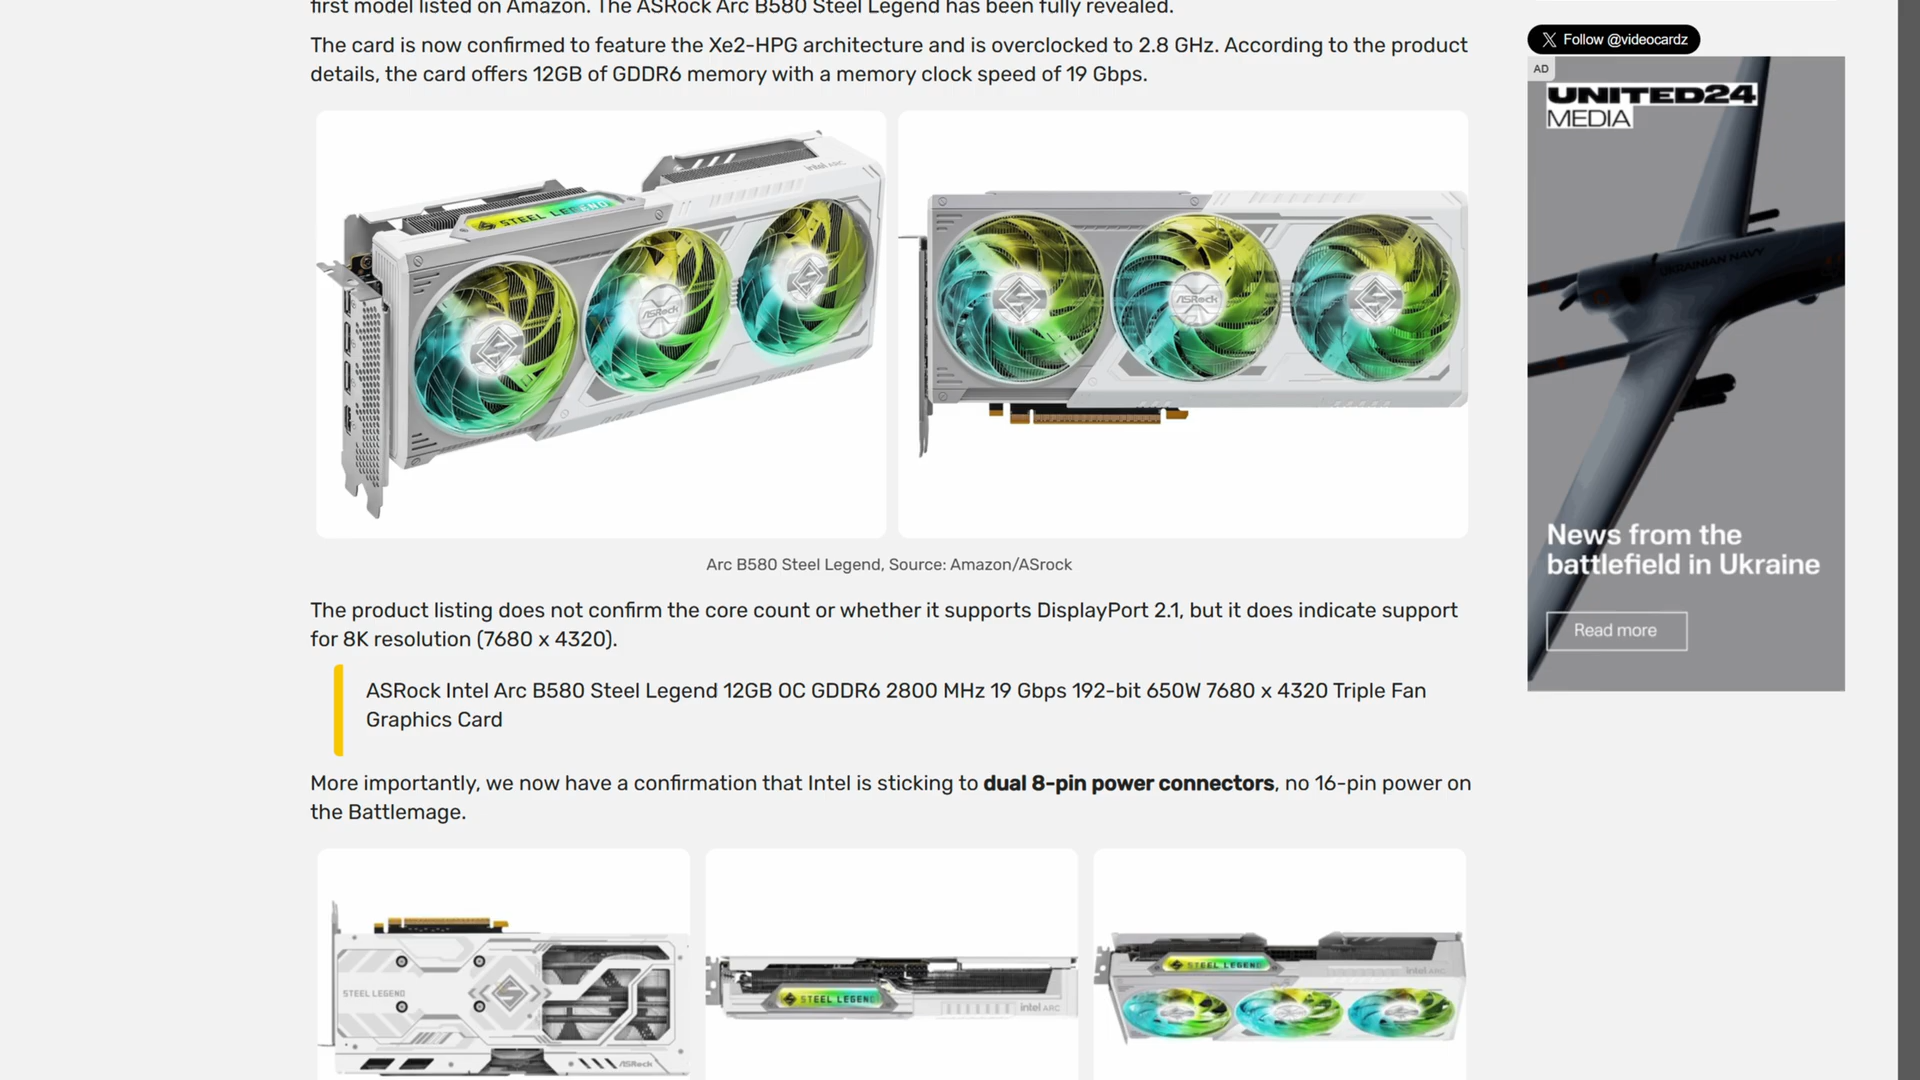 first model listed on Amazon. The ASRock Arc B580 Steel Legend has been fully revealed.
The card is now confirmed to feature the Xe2-HPG architecture and is overclocked to 2.8 GHz. According to the product
details, the card offers 12GB of GDDR6 memory with a memory clock speed of 19 Gbps.
intel ARC
STEEL LEGEND
ASRock
ASRock
Arc B580 Steel Legend, Source: Amazon/ASrock
The product listing does not confirm the core count or whether it supports DisplayPort 2.1, but it does indicate support
for 8K resolution (7680 x 4320).
ASRock Intel Arc B580 Steel Legend 12GB OC GDDR6 2800 MHz 19 Gbps 192-bit 650W 7680 x 4320 Triple Fan
Graphics Card
More importantly, we now have a confirmation that Intel is sticking to dual 8-pin power connectors, no 16-pin power on
the Battlemage.
STEEL LEGEND
ASRock
STEEL LEGEND
intel ARC
STEEL LEGEND
intel ARC
Follow @videocardz
AD
UNITED24
MEDIA
UKRAINIAN NAVY
News from the
battlefield in Ukraine
Read more